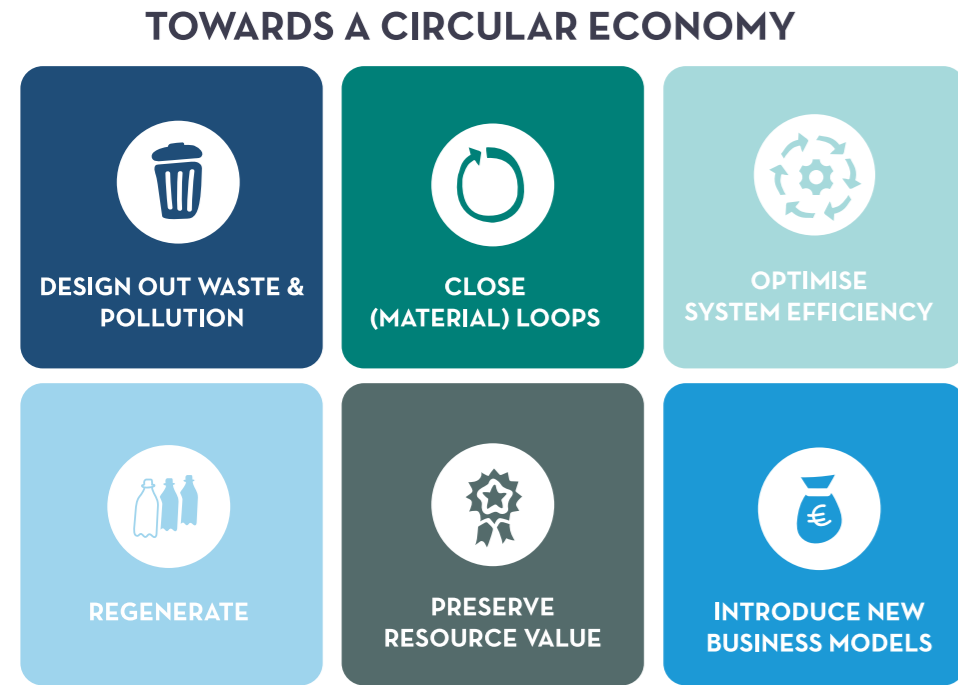 TOWARDS A CIRCULAR ECONOMY
DESIGN OUT WASTE &
POLLUTION
CLOSE
(MATERIAL) LOOPS
OPTIMISE
SYSTEM EFFICIENCY
REGENERATE
PRESERVE
RESOURCE VALUE
€
INTRODUCE NEW
BUSINESS MODELS